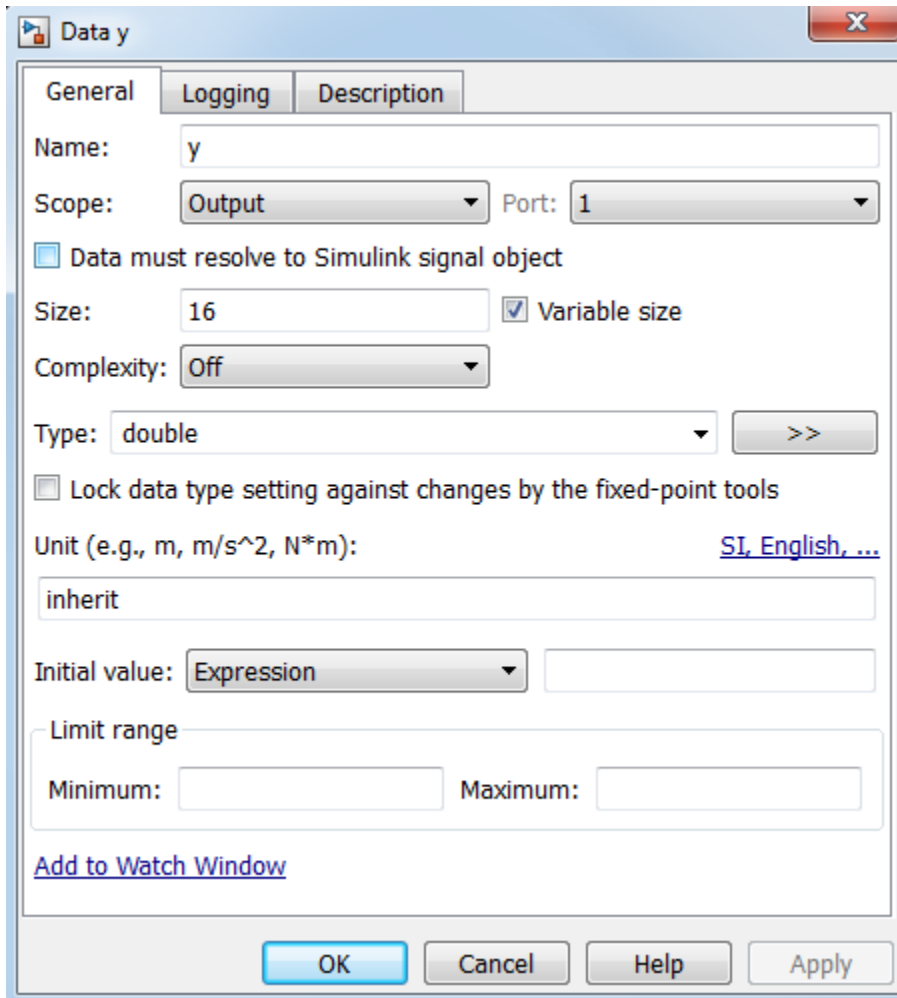 Data y
General Logging Description
Name: y
Scope: Output Port: 1
Data must resolve to Simulink signal object
Size: 16 Variable size
Complexity: Off
Type: double >>
Lock data type setting against changes by the fixed-point tools
Unit (e.g., m, m/s^2, N*m): SI, English, ...
inherit
Initial value: Expression
Limit range
Minimum: Maximum:
Add to Watch Window
OK Cancel Help Apply